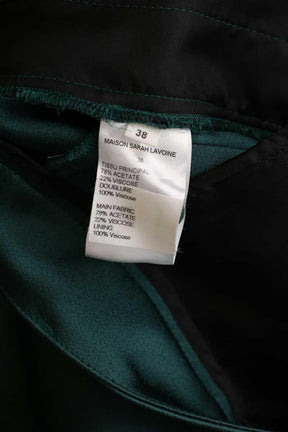 38
MAISON SARAH LAVOINE
38
TISSU PRINCIPAL
78% ACETATE
22% VISCOSE
DOUBLURE
100% Viscose
MAIN FABRIC
78% ACETATE
22% VISCOSE
LINING
100% Viscose